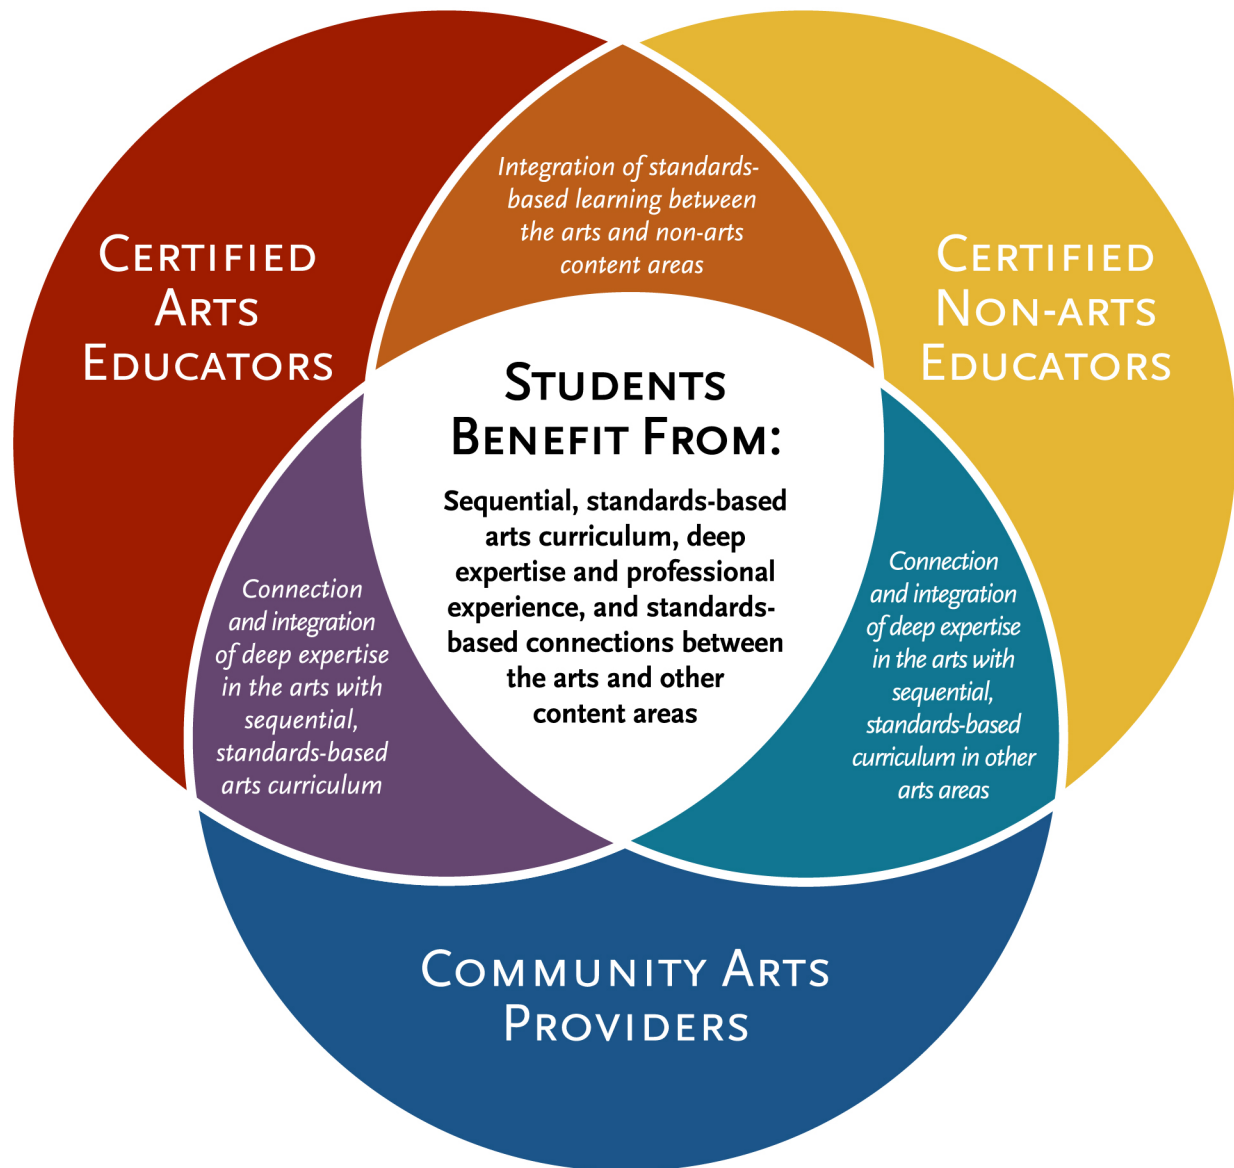 Integration of standards-
based learning between
the arts and non-arts
content areas
Certified
Arts
Educators
Certified
Non-arts
Educators
Students
Benefit From:
Sequential, standards-based
arts curriculum, deep
expertise and professional
experience, and standards-
based connections between
the arts and other
content areas
Connection
and integration
of deep expertise
in the arts with
sequential,
standards-based
arts curriculum
Connection
and integration
of deep expertise
in the arts with
sequential,
standards-based
curriculum in other
arts areas
Community Arts
Providers